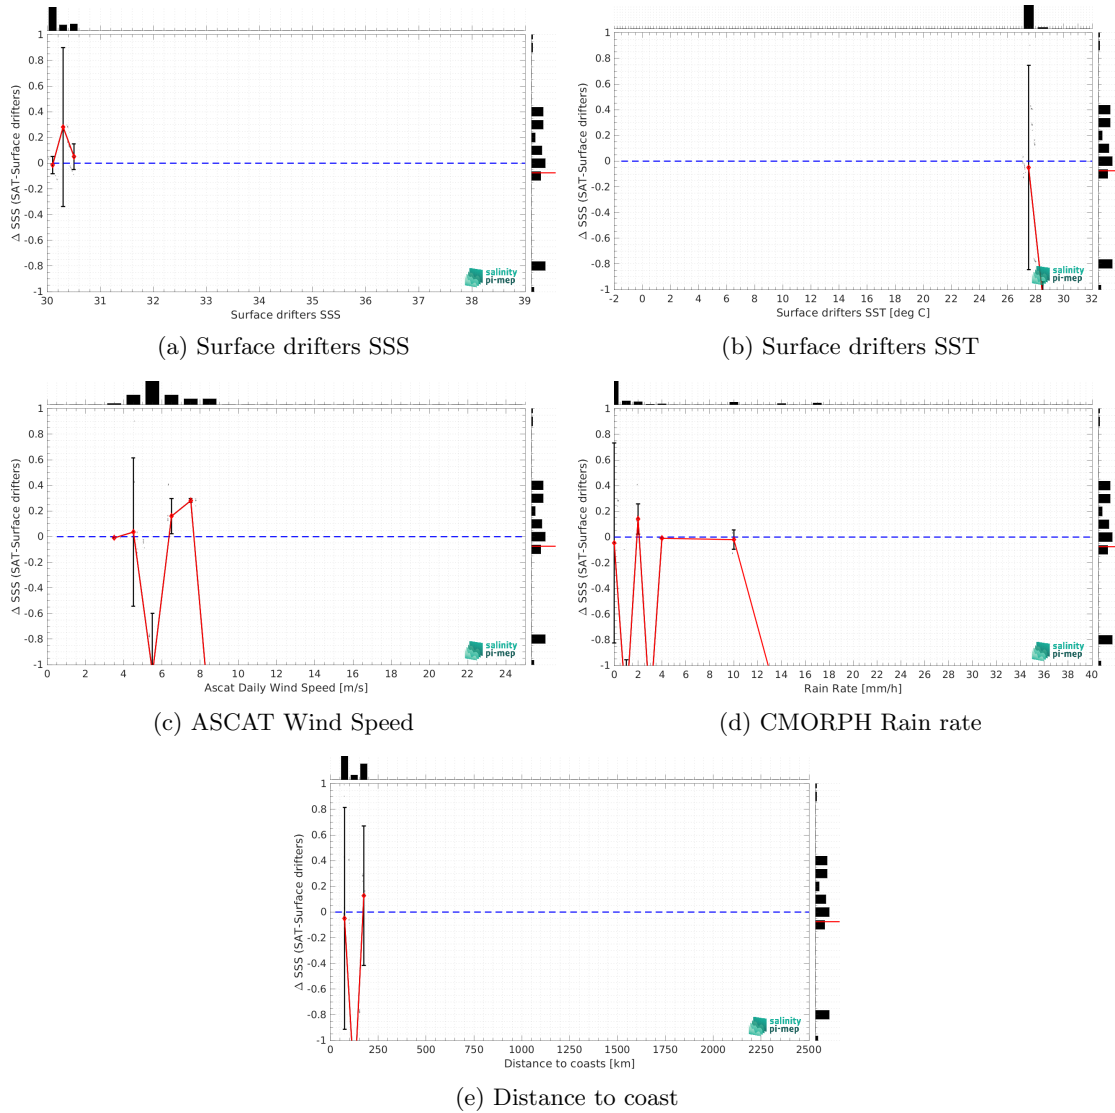 1
0.8
0.6
0.4
0.2
0
-0.2
-0.4
-0.6
-0.8
-1
Δ SSS (SAT-Surface drifters)
salinity
pi-mep
30 31 32 33 34 35 36 37 38 39
Surface drifters SSS
(a) Surface drifters SSS
1
0.8
0.6
0.4
0.2
0
-0.2
-0.4
-0.6
-0.8
-1
Δ SSS (SAT-Surface drifters)
salinity
pi-mep
-2 0 2 4 6 8 10 12 14 16 18 20 22 24 26 28 30 32
Surface drifters SST [deg C]
(b) Surface drifters SST
1
0.8
0.6
0.4
0.2
0
-0.2
-0.4
-0.6
-0.8
-1
Δ SSS (SAT-Surface drifters)
salinity
pi-mep
0 2 4 6 8 10 12 14 16 18 20 22 24
Ascat Daily Wind Speed [m/s]
(c) ASCAT Wind Speed
1
0.8
0.6
0.4
0.2
0
-0.2
-0.4
-0.6
-0.8
-1
Δ SSS (SAT-Surface drifters)
salinity
pi-mep
0 2 4 6 8 10 12 14 16 18 20 22 24 26 28 30 32 34 36 38 40
Rain Rate [mm/h]
(d) CMORPH Rain rate
1
0.8
0.6
0.4
0.2
0
-0.2
-0.4
-0.6
-0.8
-1
Δ SSS (SAT-Surface drifters)
salinity
pi-mep
0 250 500 750 1000 1250 1500 1750 2000 2250 2500
Distance to coasts [km]
(e) Distance to coast